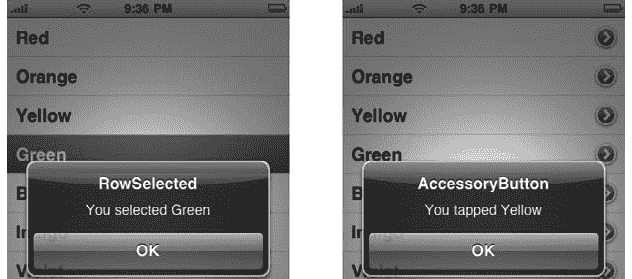 9:36 PM
Red
Orange
Yellow
Green
RowSelected
You selected Green
OK
9:36 PM
Red
Orange
Yellow
Green
AccessoryButton
You tapped Yellow
OK